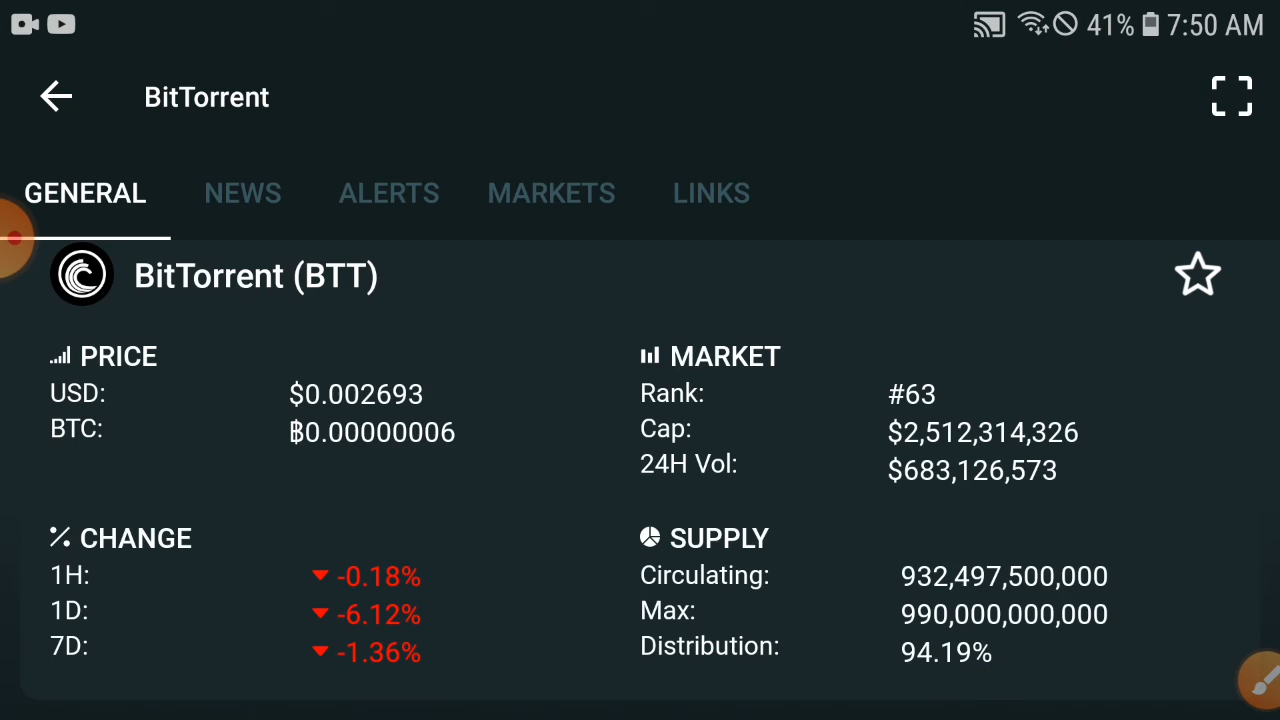 41% 7:50 AM
BitTorrent
GENERAL NEWS ALERTS MARKETS LINKS
BitTorrent (BTT)
PRICE
USD: $0.002693
BTC: ฿0.00000006
MARKET
Rank: #63
Cap: $2,512,314,326
24H Vol: $683,126,573
CHANGE
1H: -0.18%
1D: -6.12%
7D: -1.36%
SUPPLY
Circulating: 932,497,500,000
Max: 990,000,000,000
Distribution: 94.19%